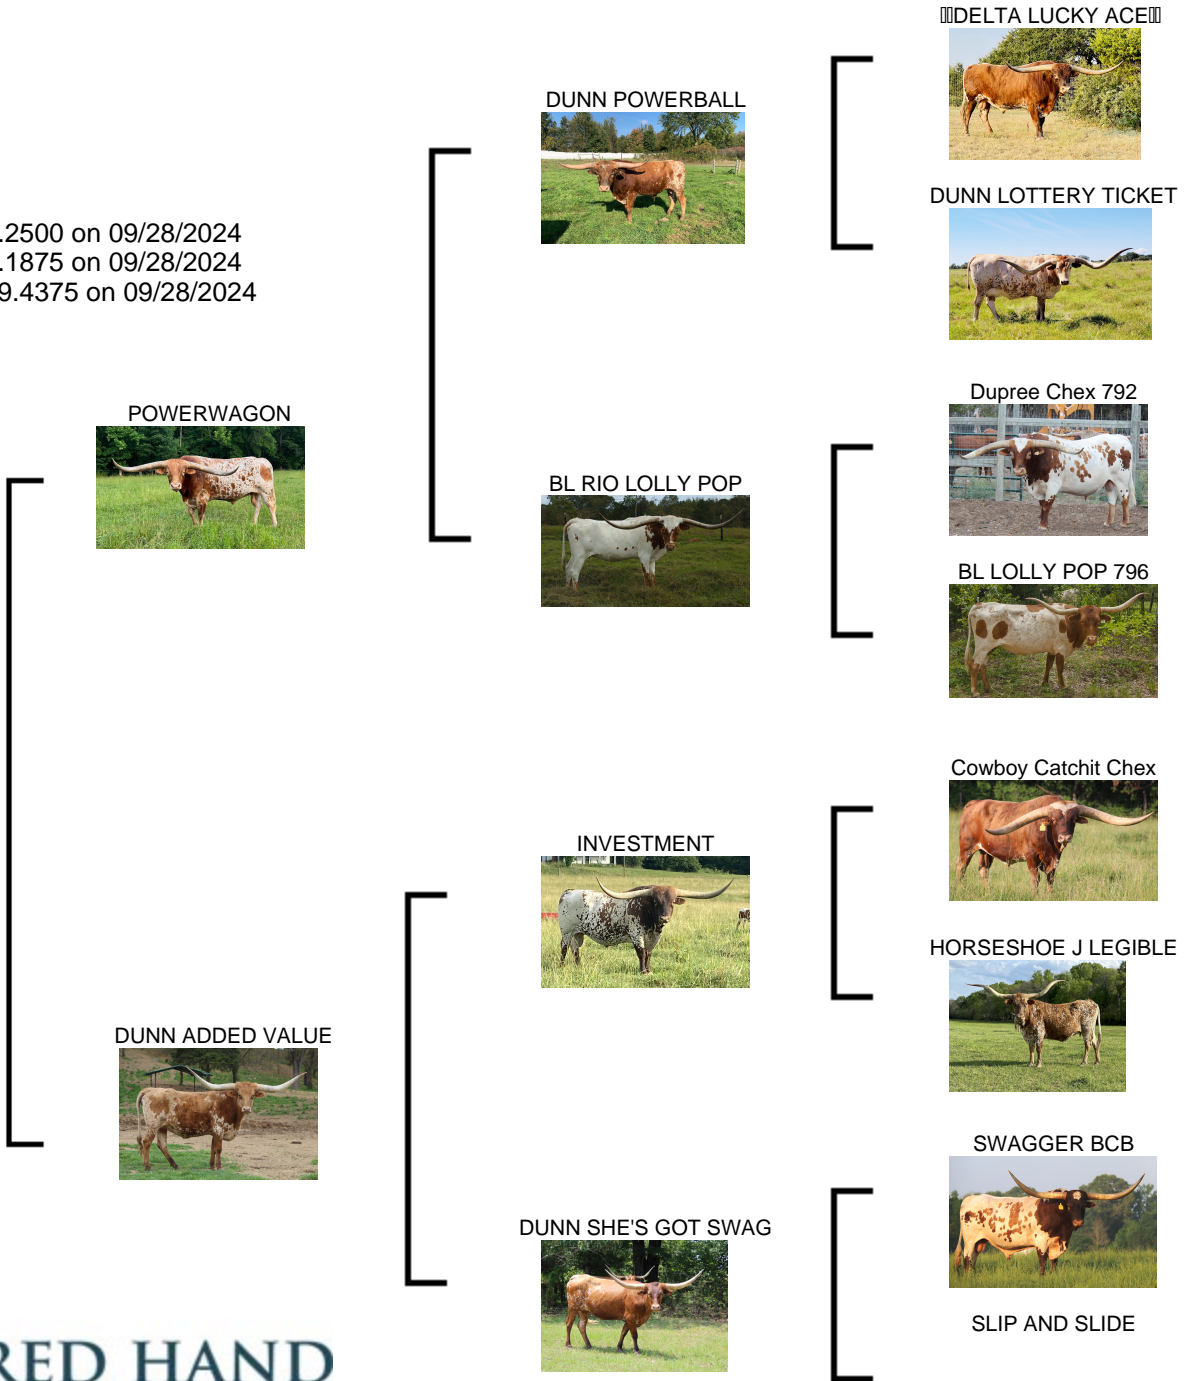 DELTA LUCKY ACE
DUNN POWERBALL
DUNN LOTTERY TICKET
.2500 on 09/28/2024
.1875 on 09/28/2024
9.4375 on 09/28/2024
Dupree Chex 792
POWERWAGON
BL RIO LOLLY POP
BL LOLLY POP 796
Cowboy Catchit Chex
INVESTMENT
HORSESHOE J LEGIBLE
DUNN ADDED VALUE
SWAGGER BCB
DUNN SHE'S GOT SWAG
SLIP AND SLIDE
RED HAND